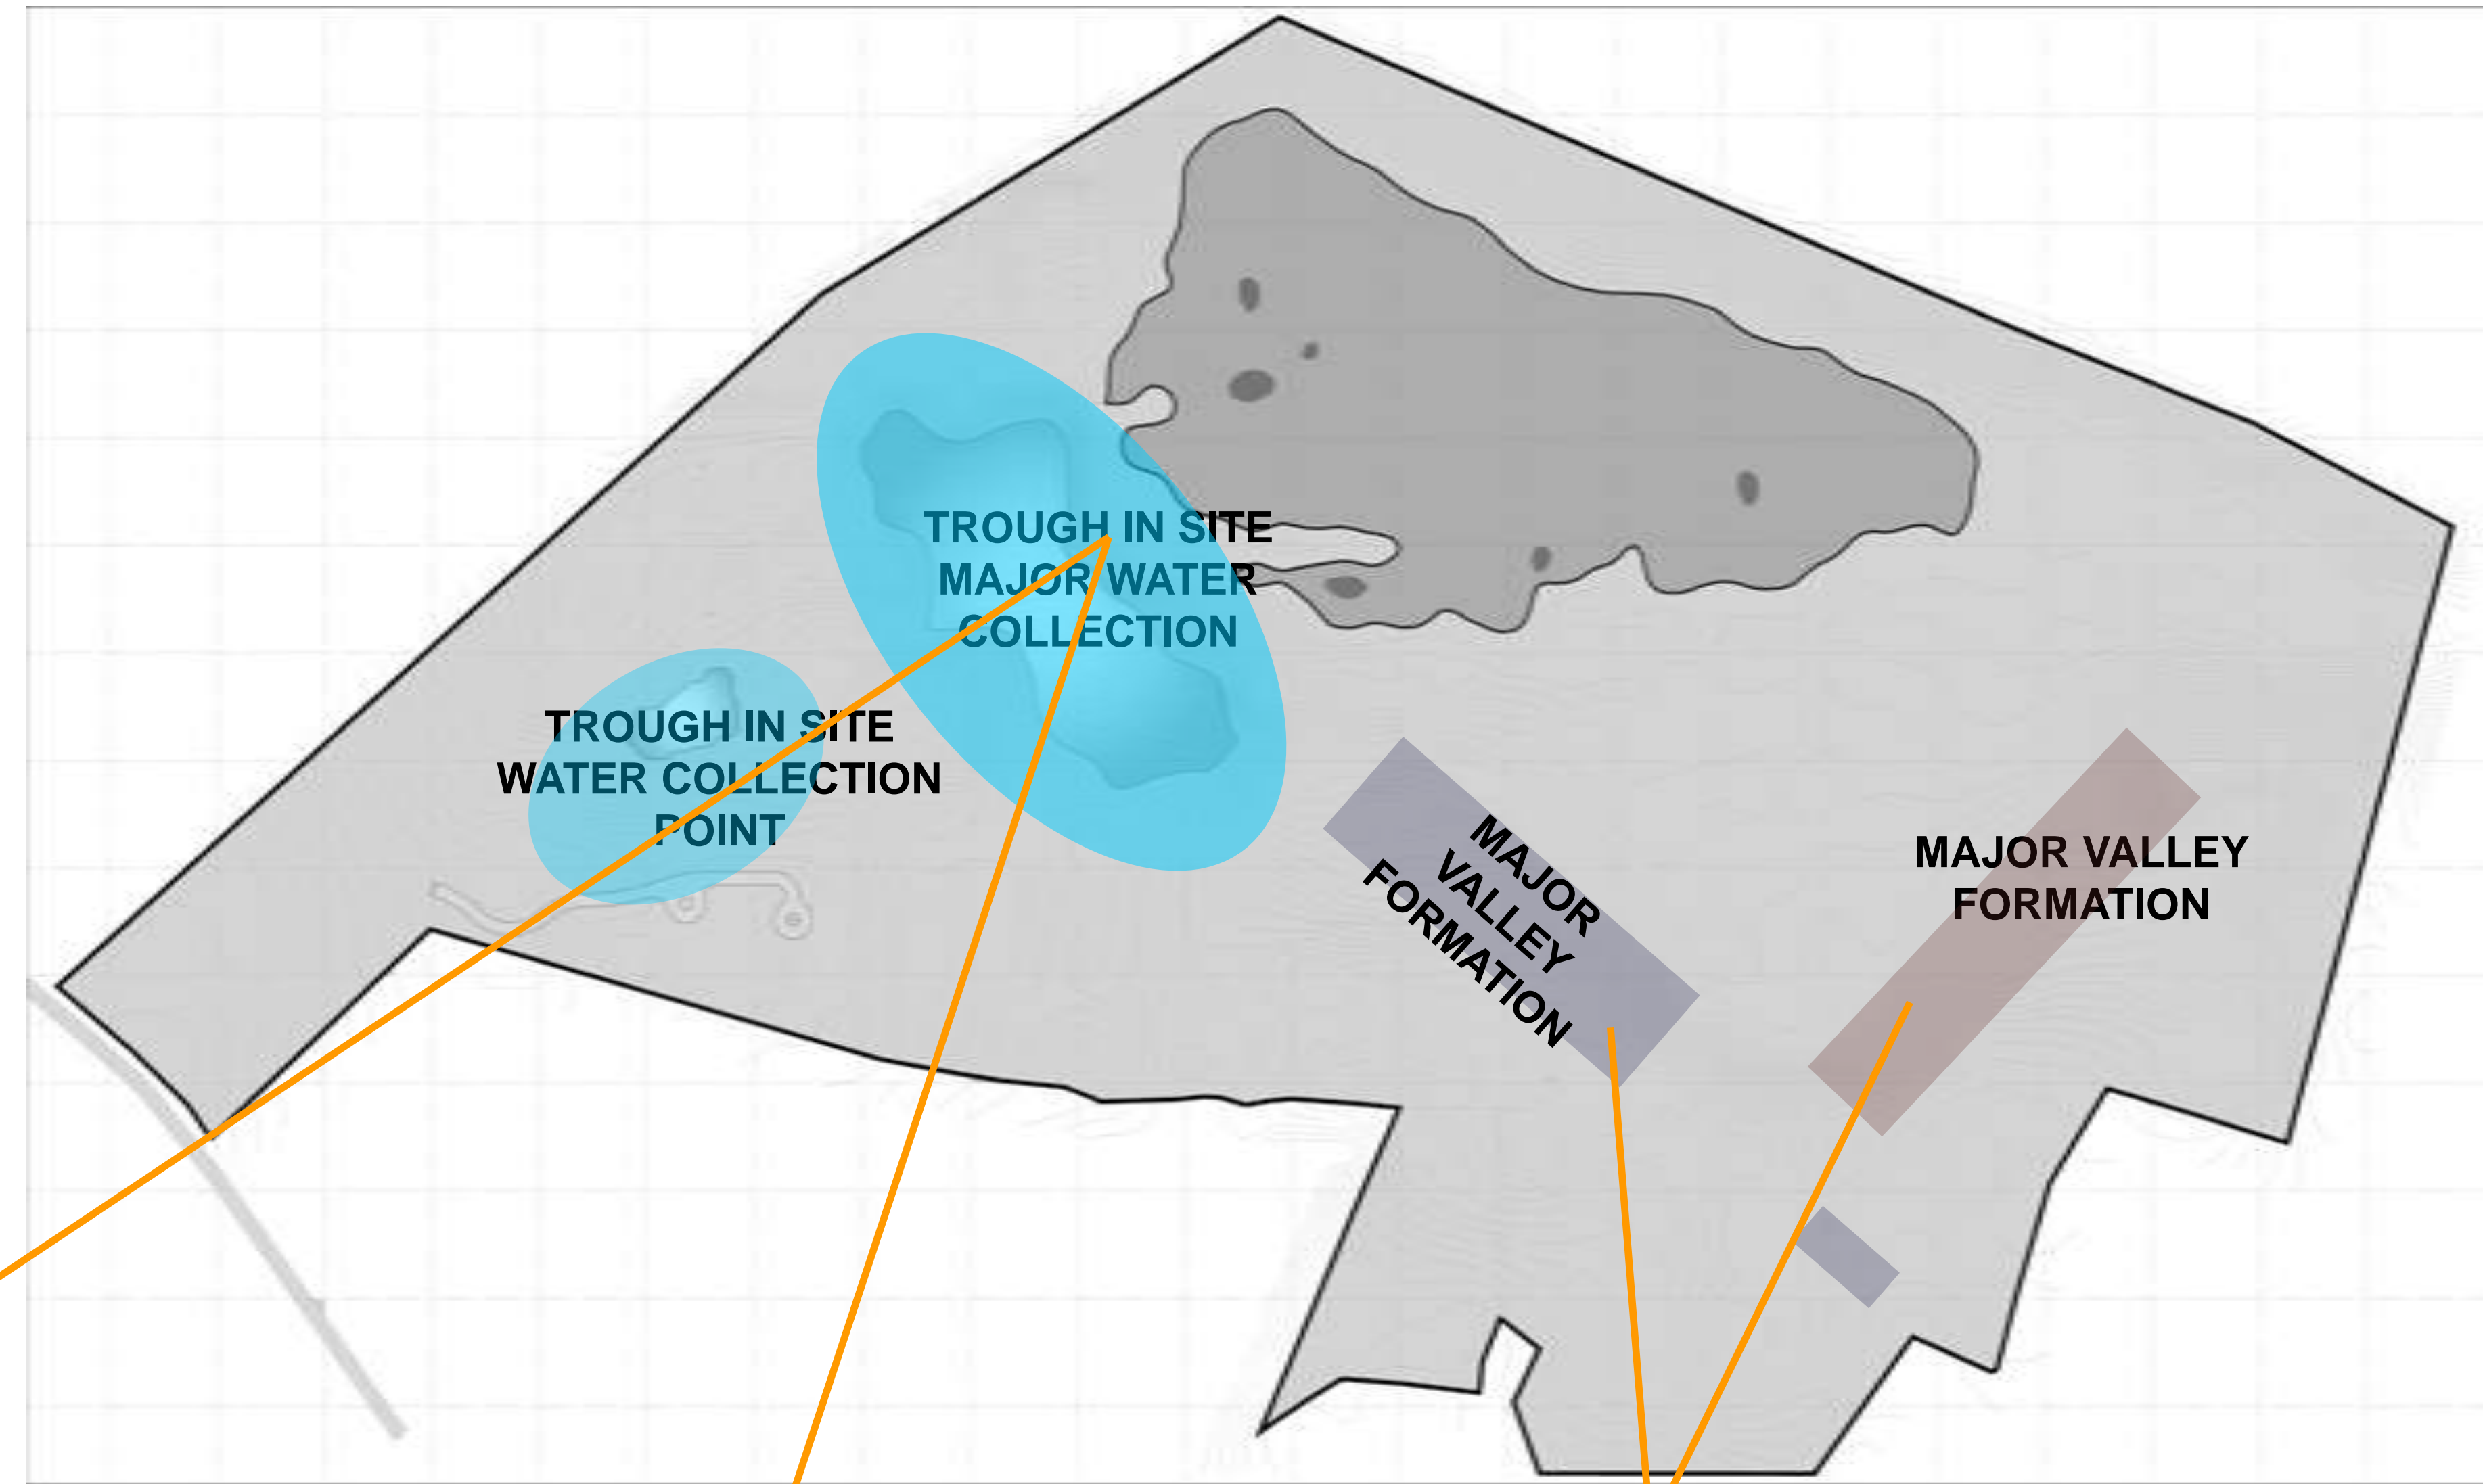 TROUGH IN SITE
MAJOR WATER
COLLECTION
TROUGH IN SITE
WATER COLLECTION
POINT
MAJOR
VALLEY
FORMATION
MAJOR VALLEY
FORMATION